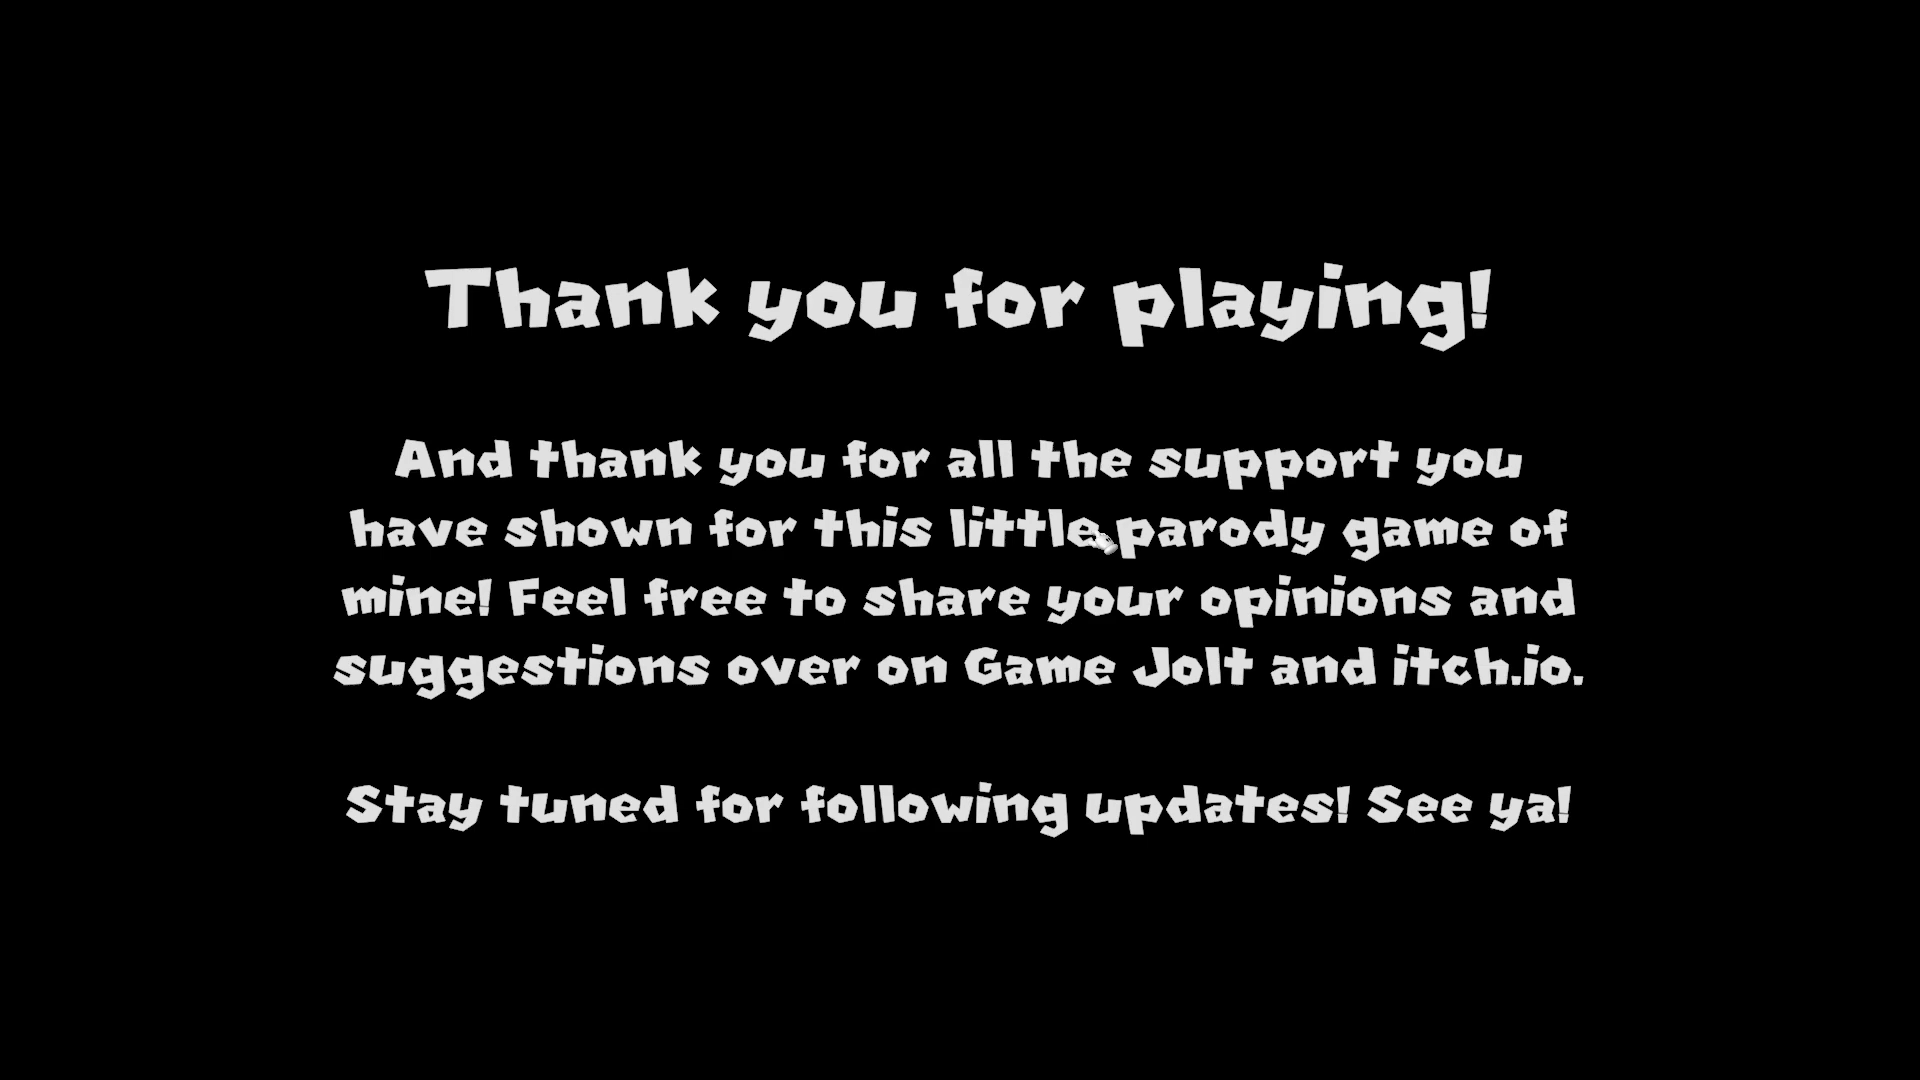 Thank you for playing!
And thank you for all the support you
have shown for this little parody game of
mine! Feel free to share your opinions and
suggestions over on Game Jolt and itch.io.
Stay tuned for following updates! See ya!